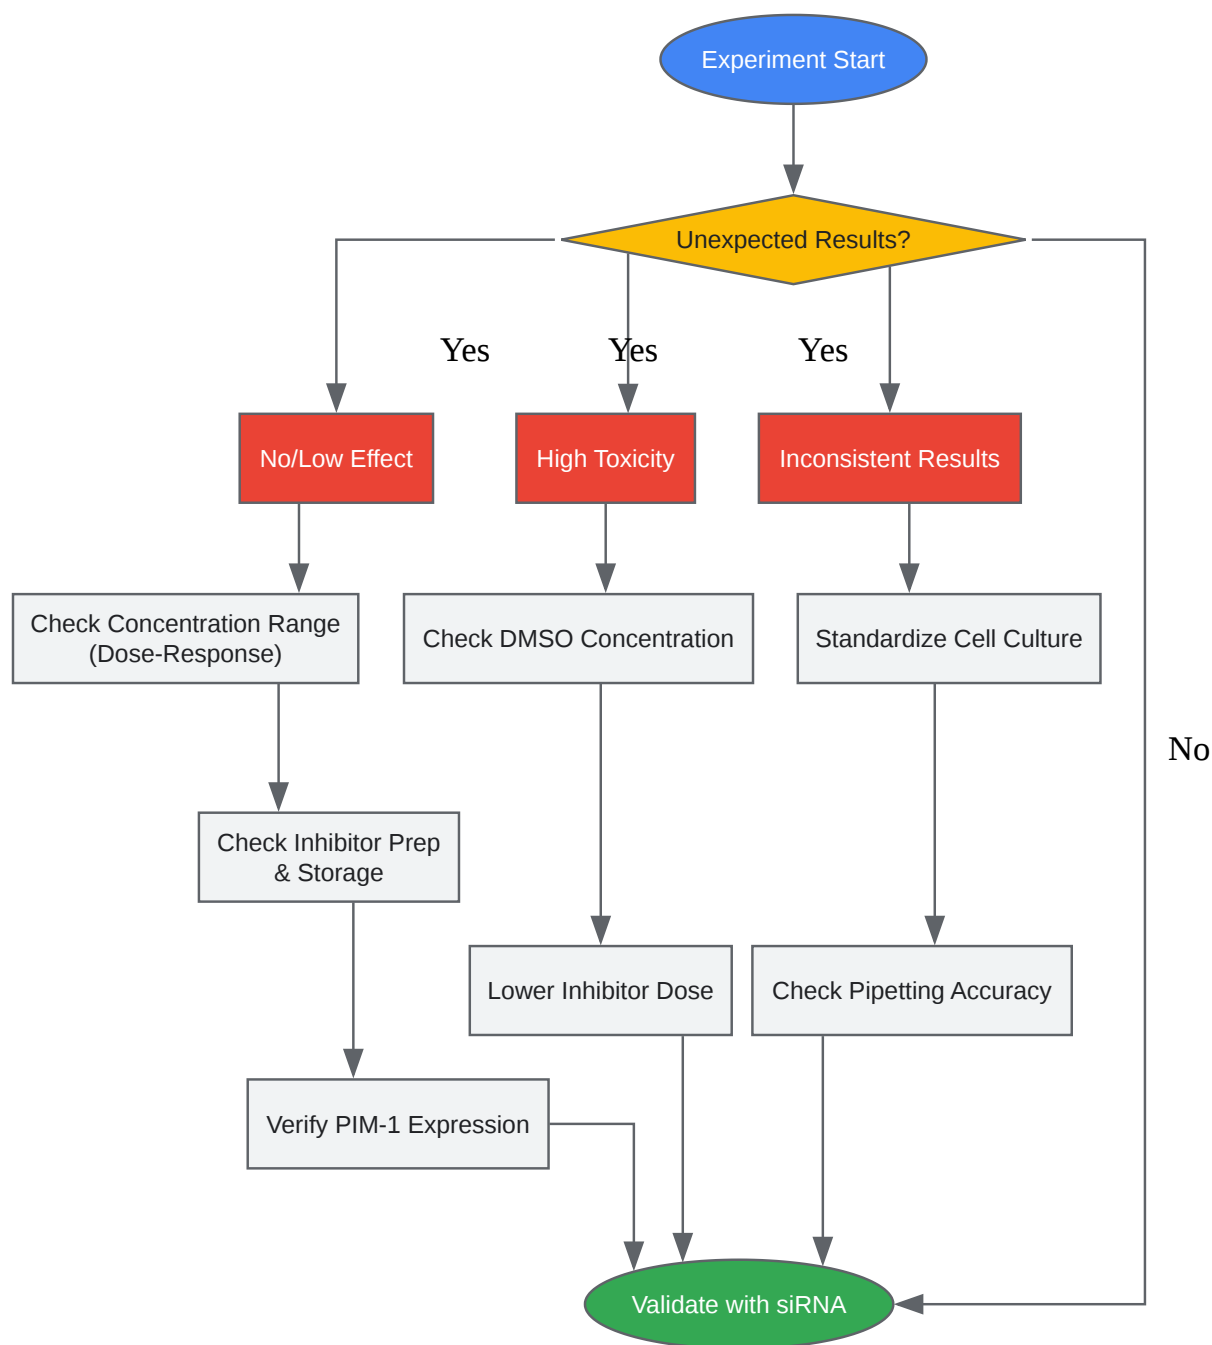 Experiment Start
Unexpected Results?
Yes
Yes
Yes
No/Low Effect
High Toxicity
Inconsistent Results
Check Concentration Range
(Dose-Response)
Check DMSO Concentration
Standardize Cell Culture
No
Check Inhibitor Prep
& Storage
Lower Inhibitor Dose
Check Pipetting Accuracy
Verify PIM-1 Expression
Validate with siRNA